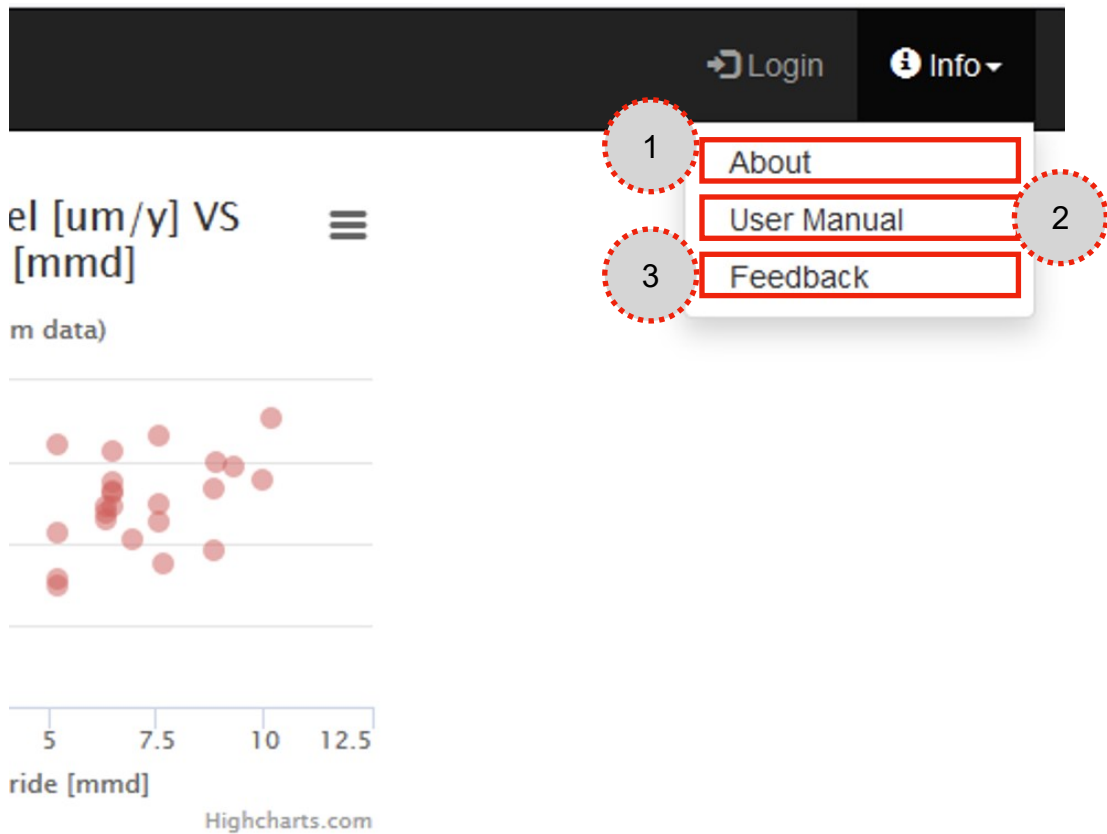 Login
Info
1
About
User Manual
2
3
Feedback
el [um/y] VS
[mmd]
m data)
5
7.5
10
12.5
ride [mmd]
Highcharts.com